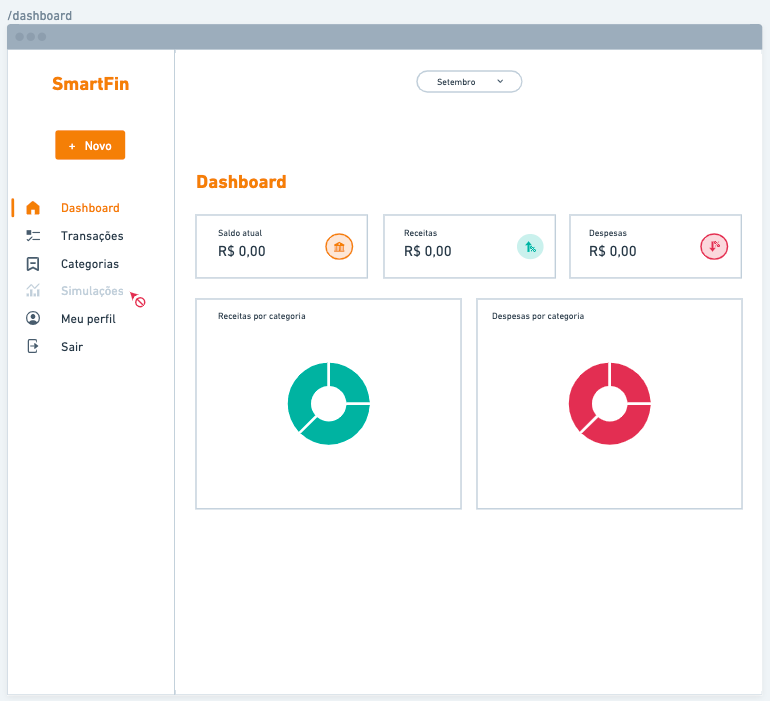 /dashboard
SmartFin
Setembro
+ Novo
Dashboard
Transações
Categorias
Simulações
Meu perfil
Sair
Dashboard
Saldo atual
R$ 0,00
Receitas
R$ 0,00
%
Despesas
R$ 0,00
%
Receitas por categoria
Despesas por categoria